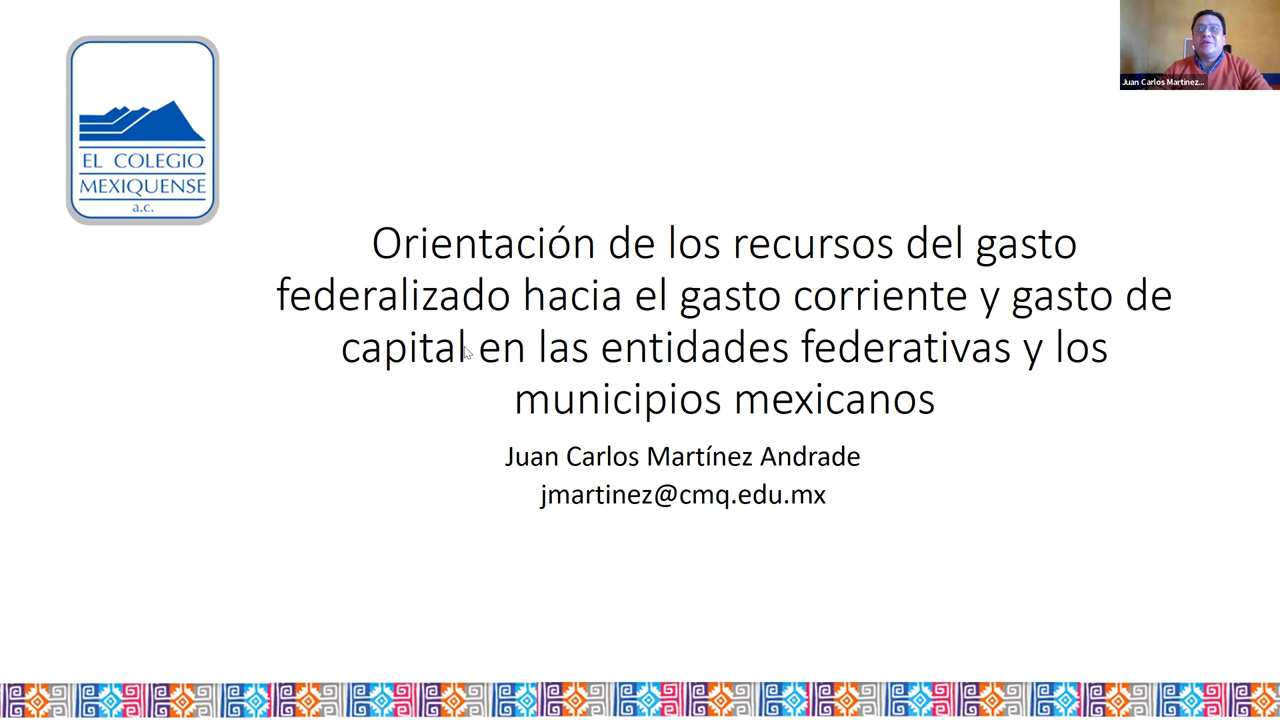 Juan Carlos Martinez...
EL COLEGIO
MEXIQUENSE
a.c.
Orientación de los recursos del gasto
federalizado hacia el gasto corriente y gasto de
capital en las entidades federativas y los
municipios mexicanos
Juan Carlos Martínez Andrade
jmartinez@cmq.edu.mx